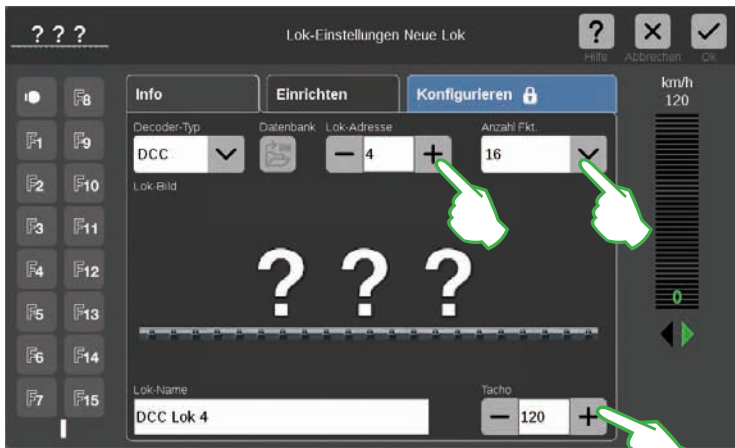 ? ? ?
Lok-Einstellungen Neue Lok
?
Hilfe
Abbrechen
Ok
F8
F1
F9
F2
F10
F3
F11
F4
F12
F5
F13
F6
F14
F7
F15
Info
Einrichten
Konfigurieren
Decoder-Typ
Datenbank
Lok-Adresse
Anzahl Fkt.
DCC
4
16
Lok-Bild
? ? ?
Lok-Name
Tacho
DCC Lok 4
120
km/h
120
0